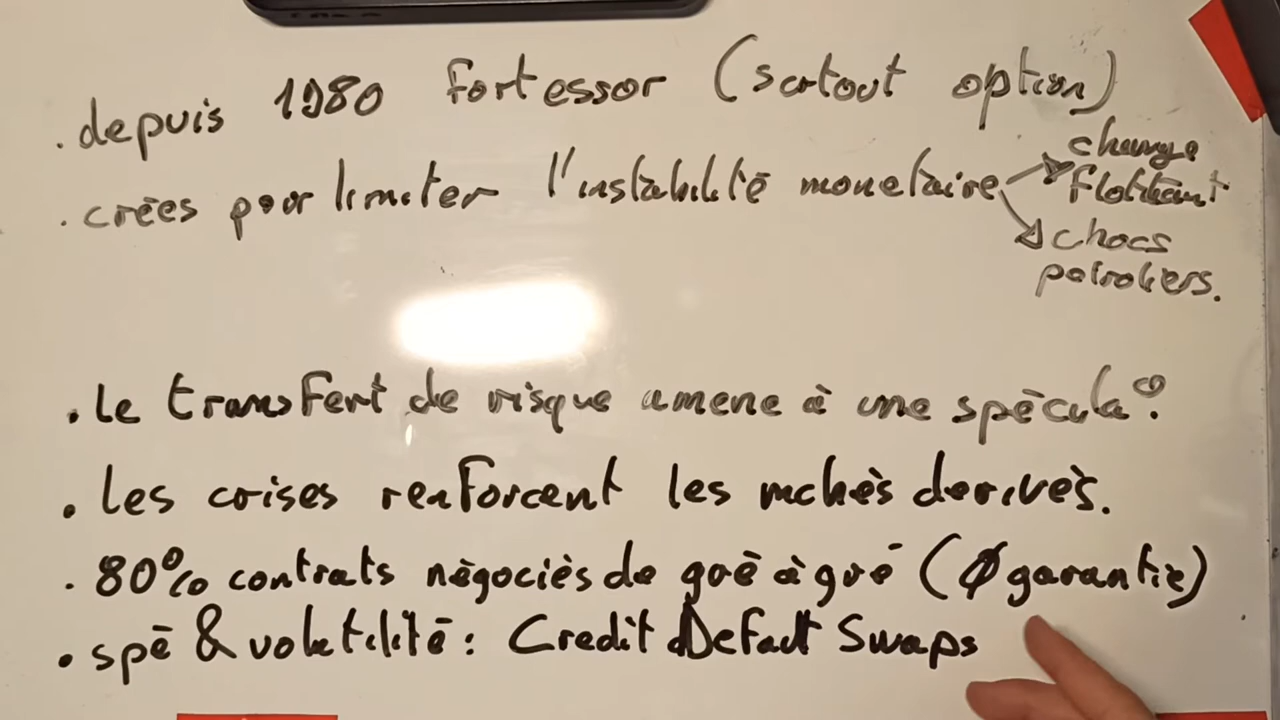 . depuis 1980 fort essor (surtout option)
. crées pour limiter l'instabilité monétaire
change
flottant
chocs
pétroliers.
. le transfert de risque amène à une spécula°.
. les crises renforcent les mchés dérivés.
. 80% contrats négociés de gré à gré (Ø garantie)
. spé & volatilité : Credit Default Swaps